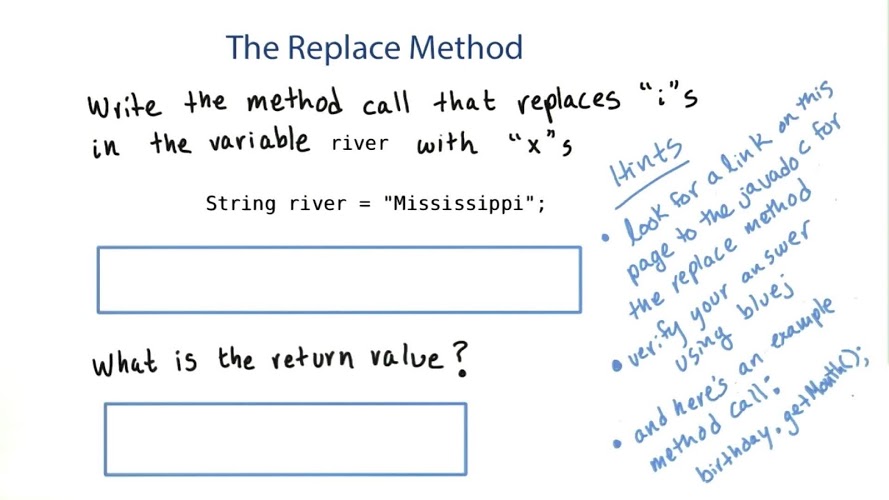 The Replace Method
Write the method call that replaces "i"s
in the variable river with "x"s
String river = "Mississippi";
What is the return value?
Hints
• look for a link on this
page to the javadoc for
the replace method
• verify your answer
using bluej
• and here's an example
method call:
birthday.getMonth();